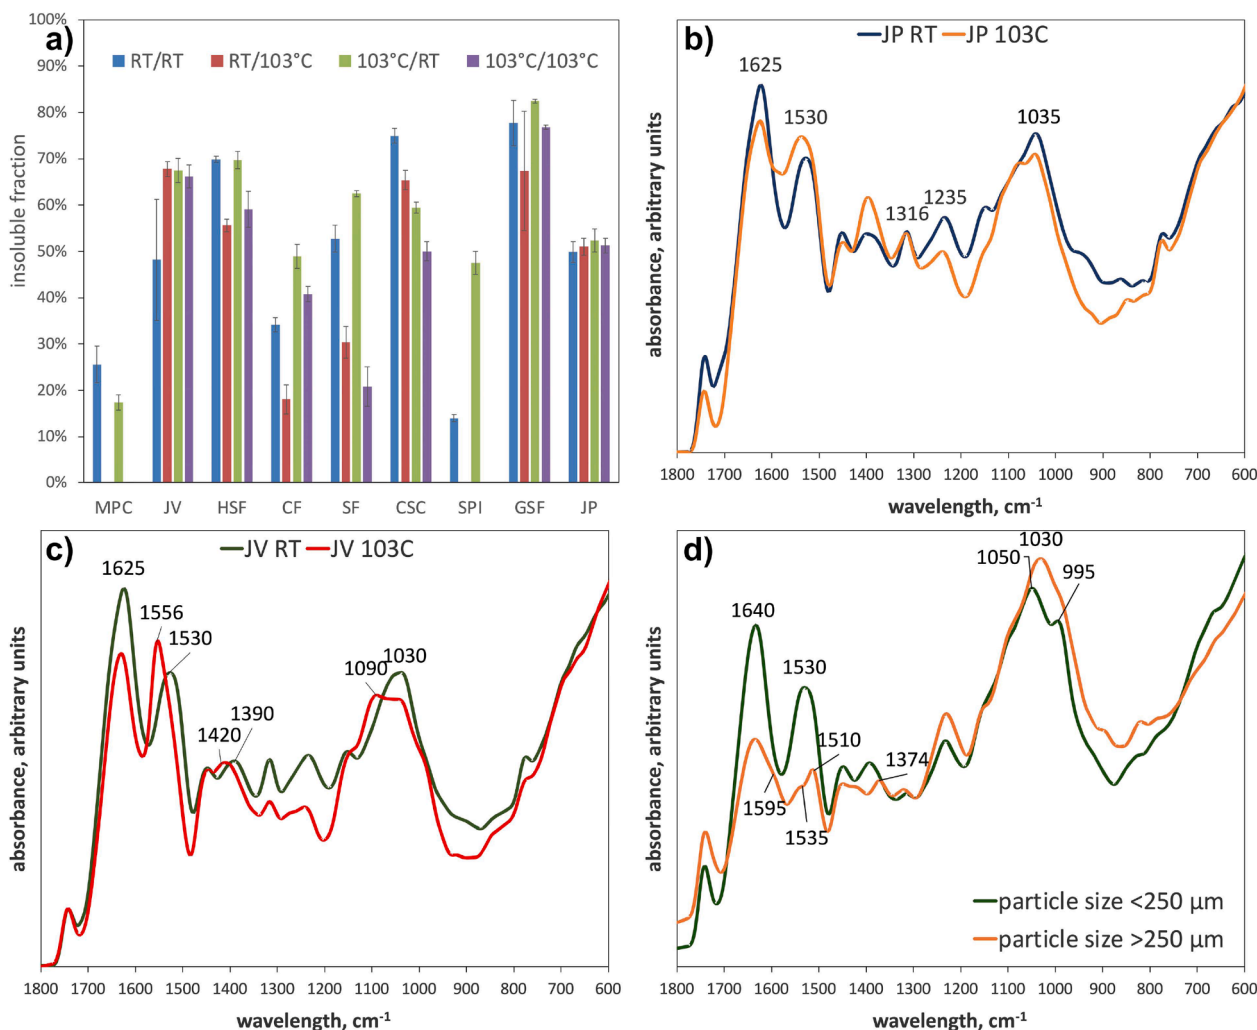 a)
RT/RT RT/103°C 103°C/RT 103°C/103°C
insoluble fraction
100%
90%
80%
70%
60%
50%
40%
30%
20%
10%
0%
MPC JV HSF CF SF CSC SPI GSF JP
b)
JP RT JP 103C
1625
1530
1035
1316
1235
absorbance, arbitrary units
1800 1700 1600 1500 1400 1300 1200 1100 1000 900 800 700 600
wavelength, cm-1
c)
JV RT JV 103C
1625
1556
1530
1420
1390
1090
1030
absorbance, arbitrary units
1800 1700 1600 1500 1400 1300 1200 1100 1000 900 800 700 600
wavelength, cm-1
d)
1640
1595
1530
1535
1510
1374
1050
1030
995
particle size <250 µm
particle size >250 µm
absorbance, arbitrary units
1800 1700 1600 1500 1400 1300 1200 1100 1000 900 800 700 600
wavelength, cm-1